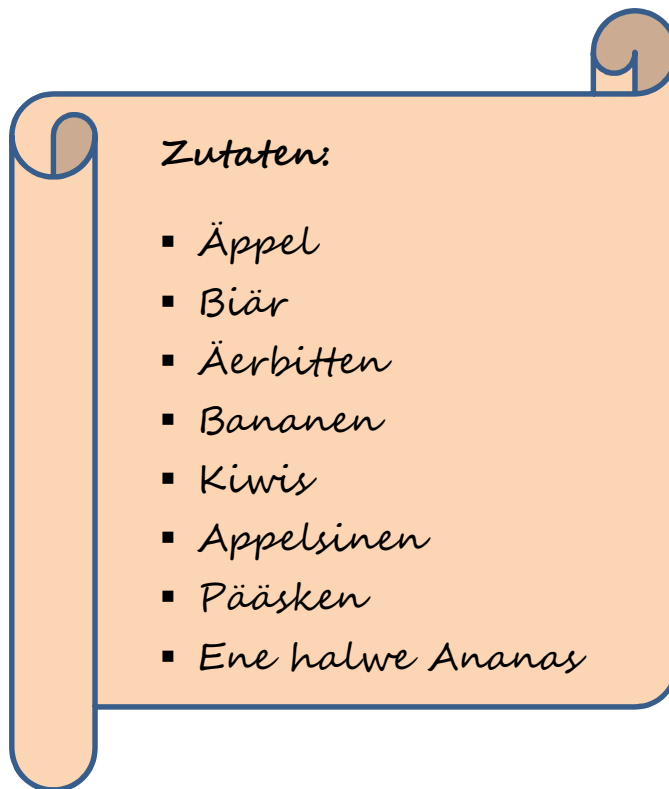 Zutaten:
▪ Äppel
▪ Biär
▪ Äerbitten
▪ Bananen
▪ Kiwis
▪ Appelsinen
▪ Pääsken
▪ Ene halwe Ananas